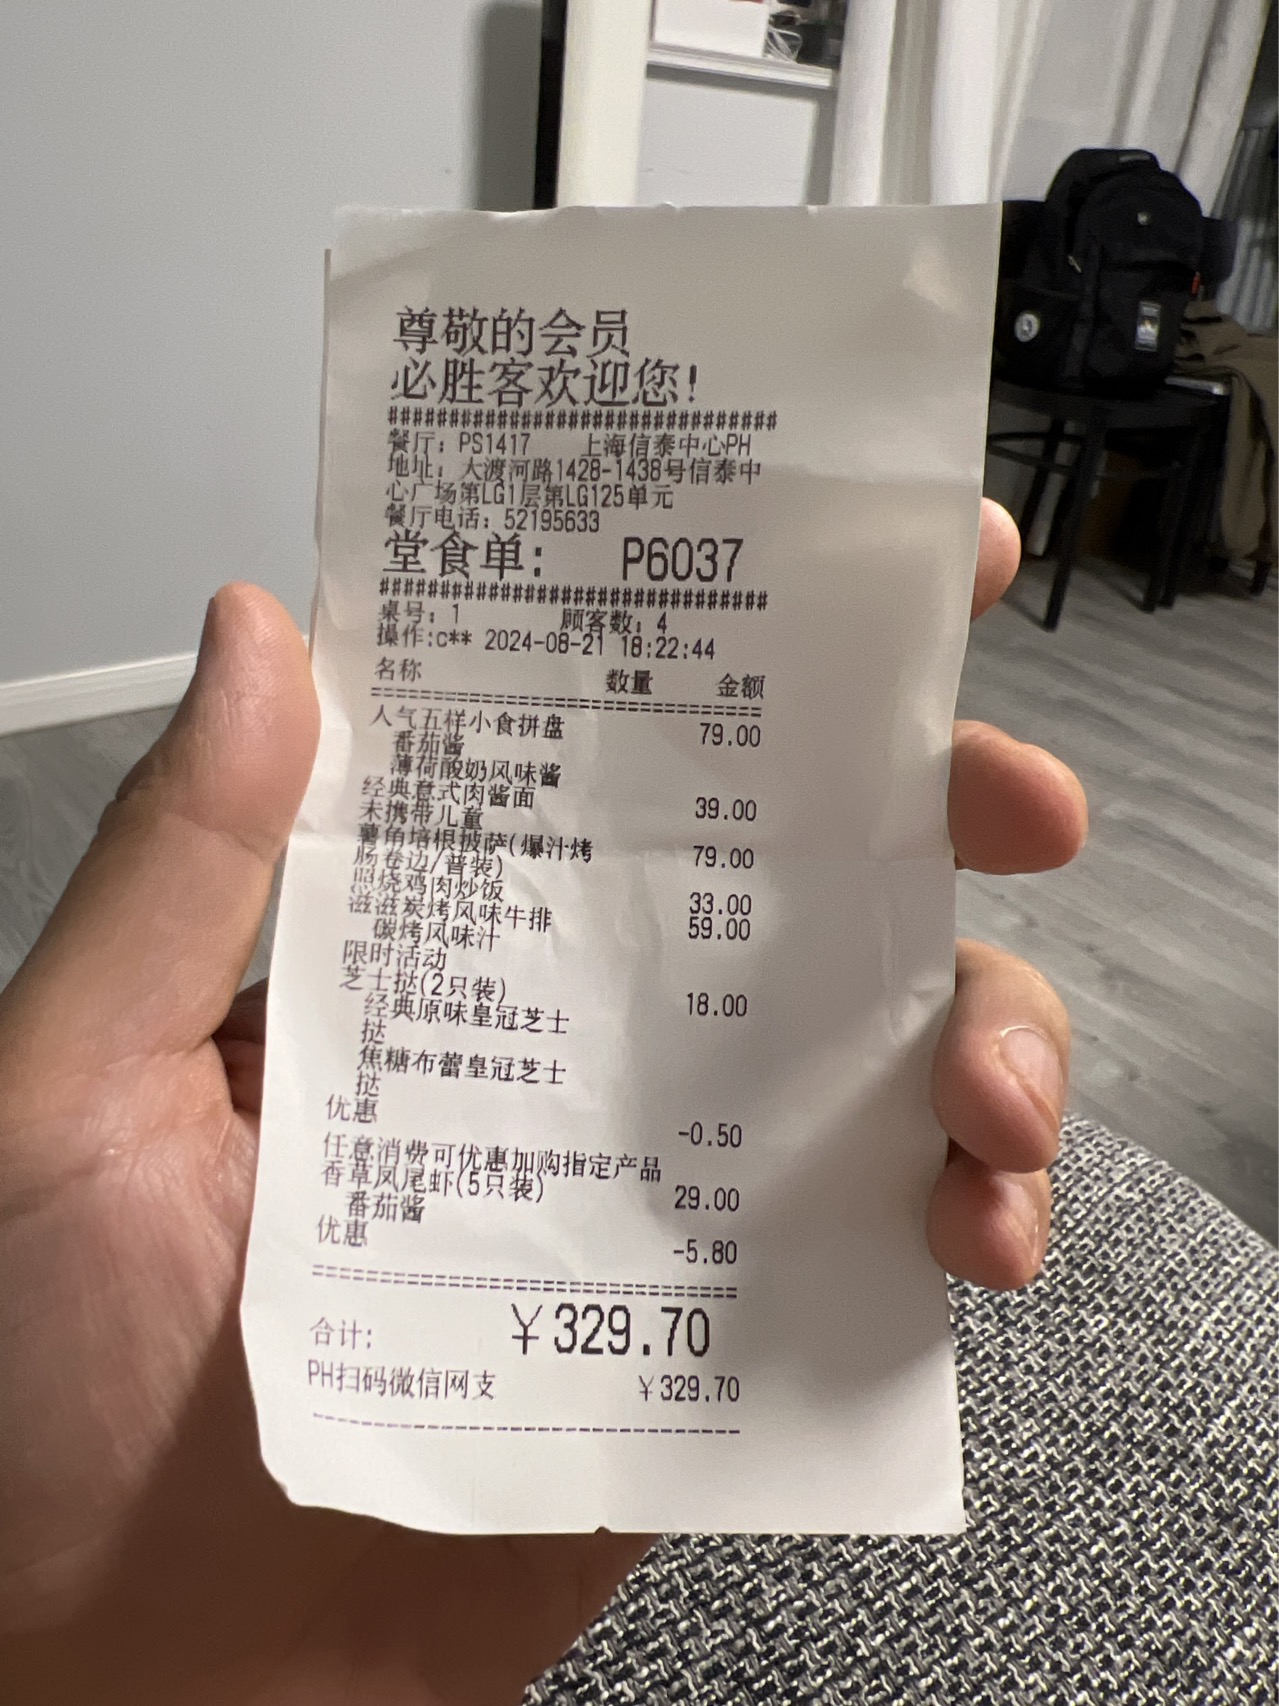 尊敬的会员
必胜客欢迎您!
################################
餐厅: PS1417 上海信泰中心PH
地址: 大渡河路1428-1438号信泰中
心广场第LG1层第LG125单元
餐厅电话: 52195633
堂食单: P6037
################################
桌号: 1 顾客数: 4
操作:c** 2024-08-21 18:22:44
名称 数量 金额
人气五样小食拼盘 79.00
番茄酱
薄荷酸奶风味酱
经典意式肉酱面 39.00
未携带儿童
薯角培根披萨(爆汁烤 79.00
肠卷边/普装)
照烧鸡肉炒饭 33.00
滋滋炭烤风味牛排 59.00
碳烤风味汁
限时活动
芝士挞(2只装) 18.00
经典原味皇冠芝士
挞
焦糖布蕾皇冠芝士
挞
优惠 -0.50
任意消费可优惠加购指定产品
香草凤尾虾(5只装) 29.00
番茄酱
优惠 -5.80
合计: ￥329.70
PH扫码微信网支 ￥329.70